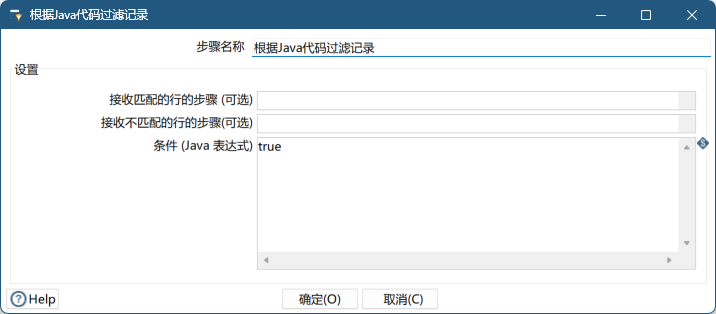 根据Java代码过滤记录
步骤名称 根据Java代码过滤记录
设置
接收匹配的行的步骤 (可选)
接收不匹配的行的步骤(可选)
条件 (Java 表达式) true
Help 确定(O) 取消(C)